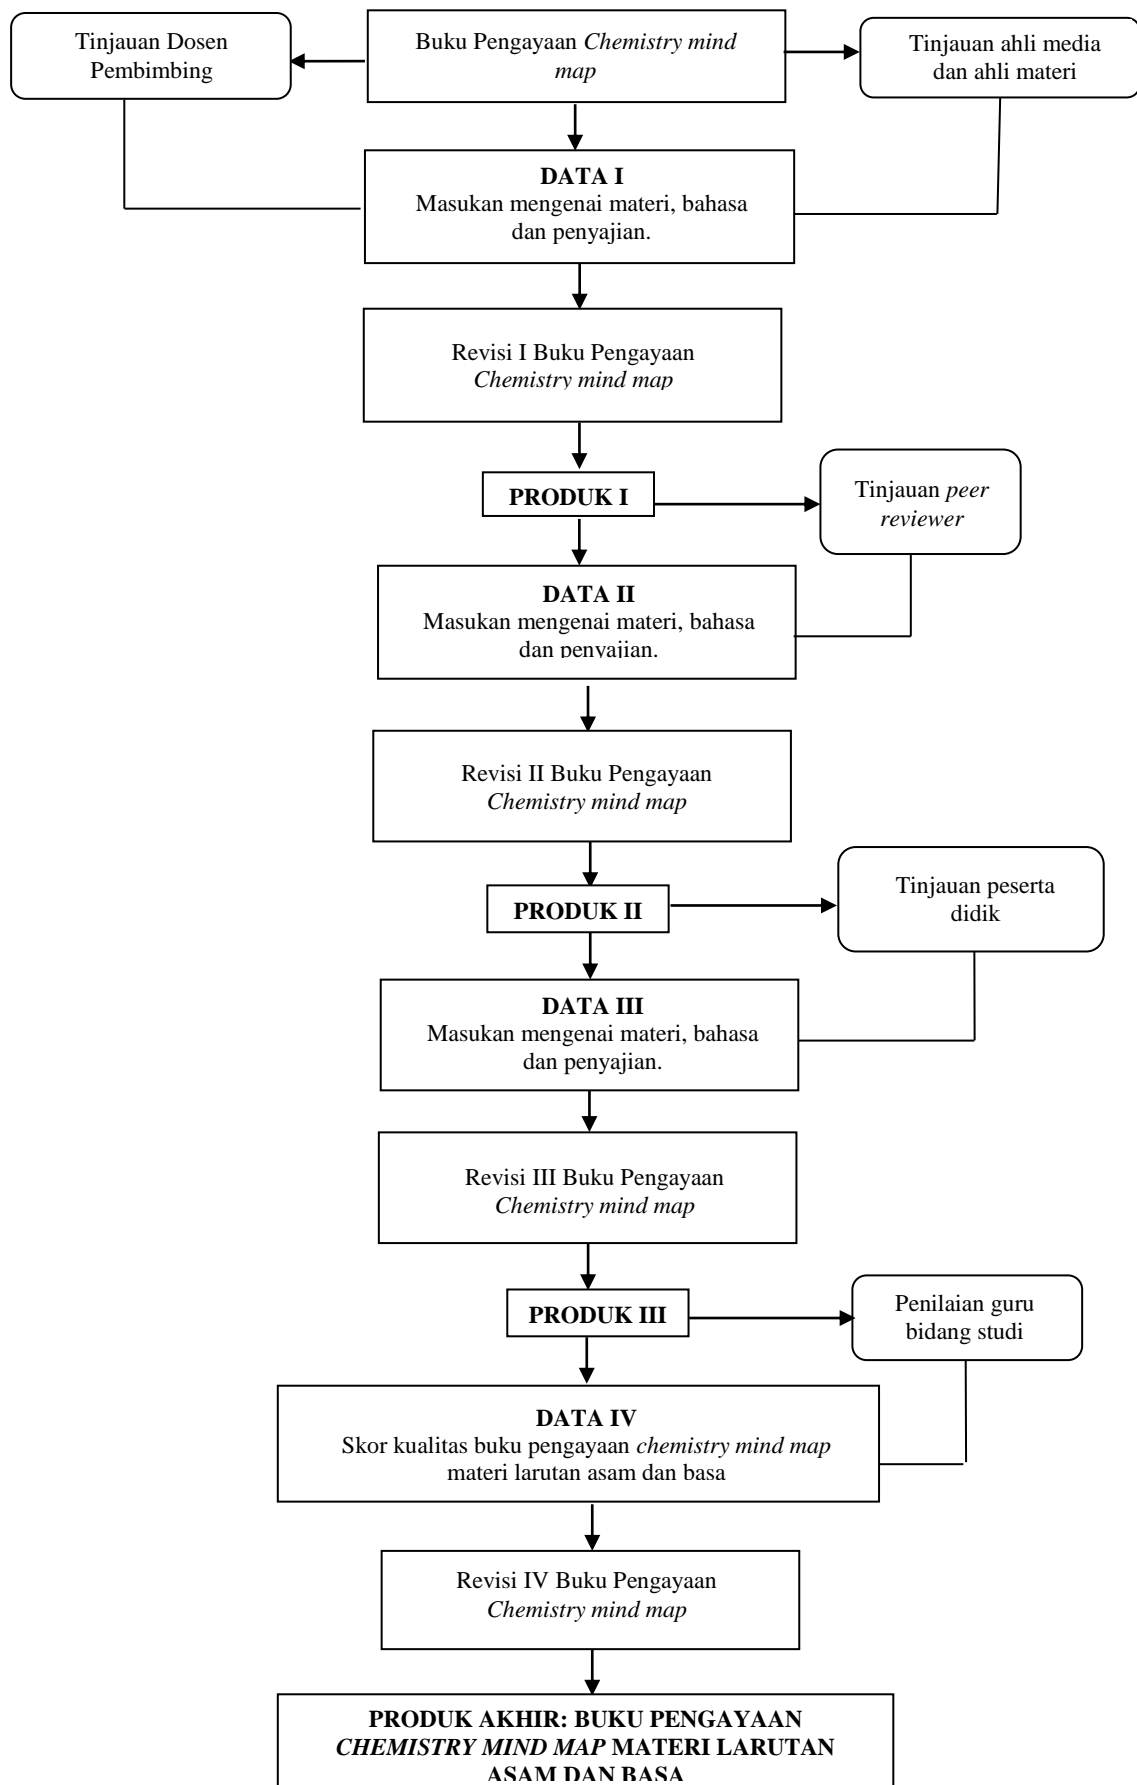 Tinjauan Dosen
Pembimbing
Buku Pengayaan Chemistry mind
map
Tinjauan ahli media
dan ahli materi
DATA I
Masukan mengenai materi, bahasa
dan penyajian.
Revisi I Buku Pengayaan
Chemistry mind map
PRODUK I
Tinjauan peer
reviewer
DATA II
Masukan mengenai materi, bahasa
dan penyajian.
Revisi II Buku Pengayaan
Chemistry mind map
PRODUK II
Tinjauan peserta
didik
DATA III
Masukan mengenai materi, bahasa
dan penyajian.
Revisi III Buku Pengayaan
Chemistry mind map
PRODUK III
Penilaian guru
bidang studi
DATA IV
Skor kualitas buku pengayaan chemistry mind map
materi larutan asam dan basa
Revisi IV Buku Pengayaan
Chemistry mind map
PRODUK AKHIR: BUKU PENGAYAAN
CHEMISTRY MIND MAP MATERI LARUTAN
ASAM DAN BASA